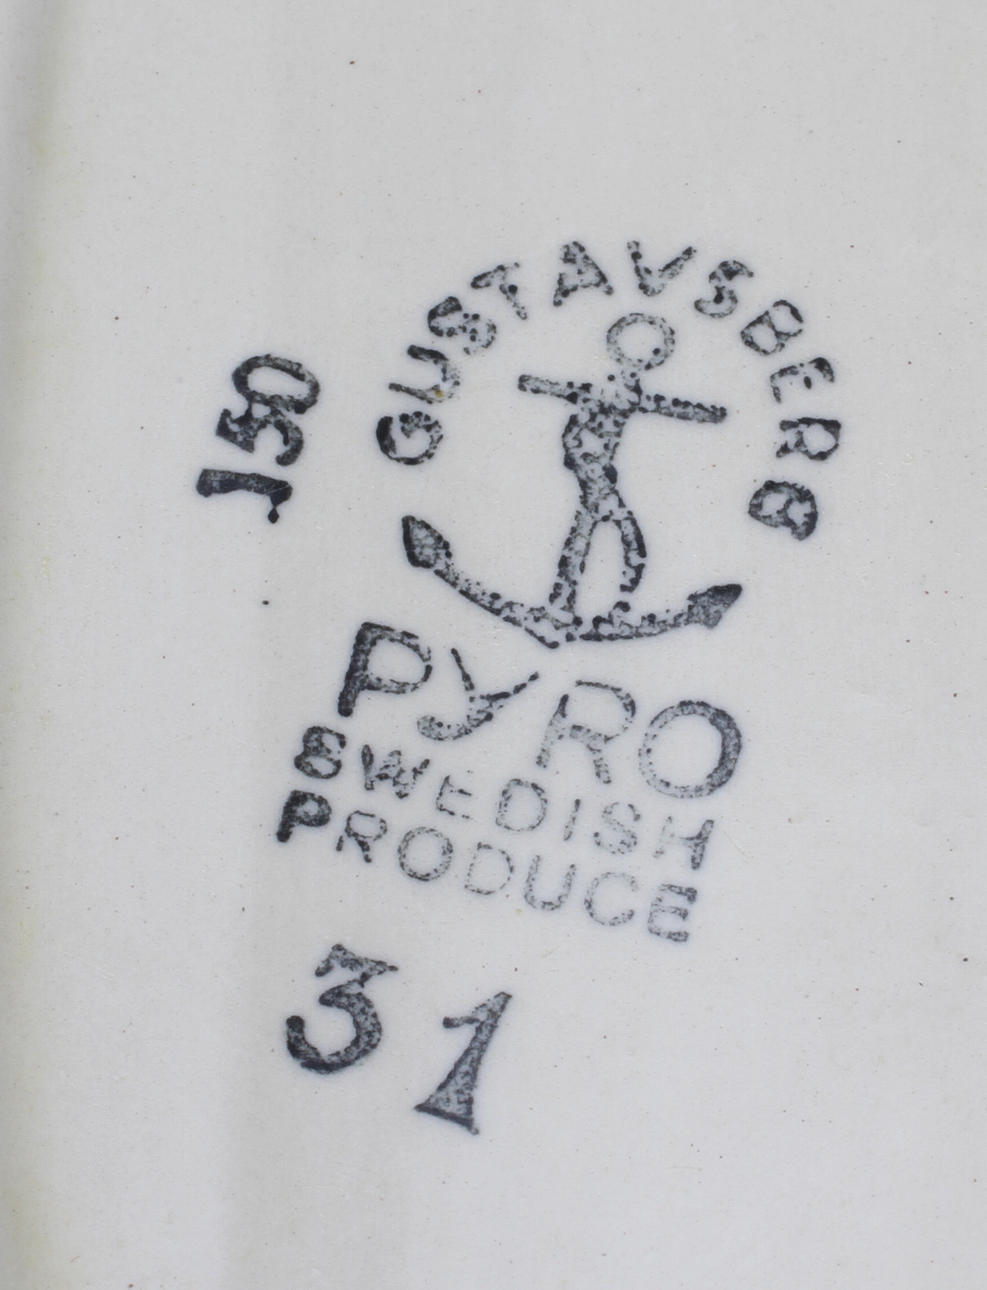 GUSTAVSBERG
150
PYRO
SWEDISH
PRODUCE
31